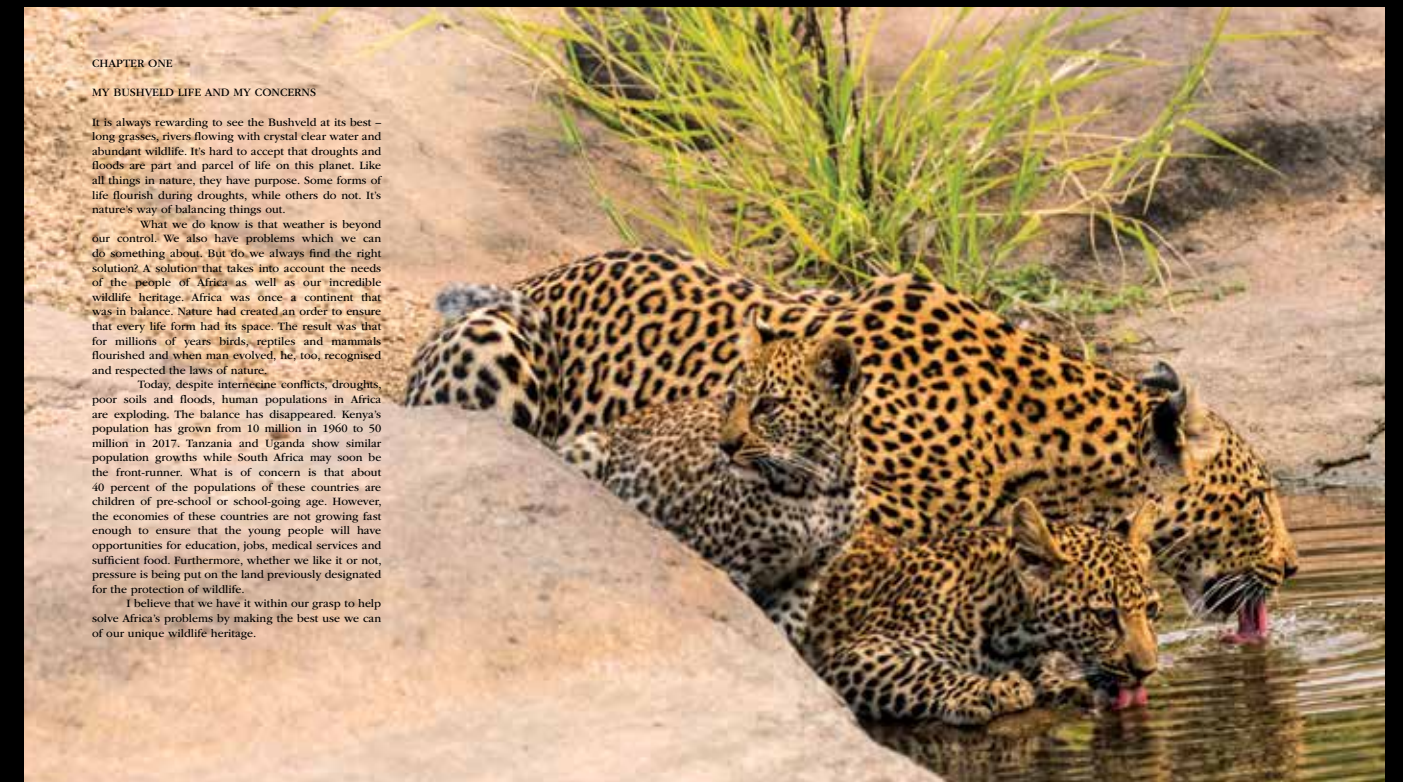 CHAPTER ONE
MY BUSHVELD LIFE AND MY CONCERNS
It is always rewarding to see the Bushveld at its best –
long grasses, rivers flowing with crystal clear water and
abundant wildlife. It's hard to accept that droughts and
floods are part and parcel of life on this planet. Like
all things in nature, they have purpose. Some forms of
life flourish during droughts, while others do not. It's
nature's way of balancing things out.
What we do know is that weather is beyond
our control. We also have problems which we can
do something about. But do we always find the right
solution? A solution that takes into account the needs
of the people of Africa as well as our incredible
wildlife heritage. Africa was once a continent that
was in balance. Nature had created an order to ensure
that every life form had its space. The result was that
for millions of years birds, reptiles and mammals
flourished and when man evolved, he, too, recognised
and respected the laws of nature.
Today, despite internecine conflicts, droughts,
poor soils and floods, human populations in Africa
are exploding. The balance has disappeared. Kenya's
population has grown from 10 million in 1960 to 50
million in 2017. Tanzania and Uganda show similar
population growths while South Africa may soon be
the front-runner. What is of concern is that about
40 percent of the populations of these countries are
children of pre-school or school-going age. However,
the economies of these countries are not growing fast
enough to ensure that the young people will have
opportunities for education, jobs, medical services and
sufficient food. Furthermore, whether we like it or not,
pressure is being put on the land previously designated
for the protection of wildlife.
I believe that we have it within our grasp to help
solve Africa's problems by making the best use we can
of our unique wildlife heritage.